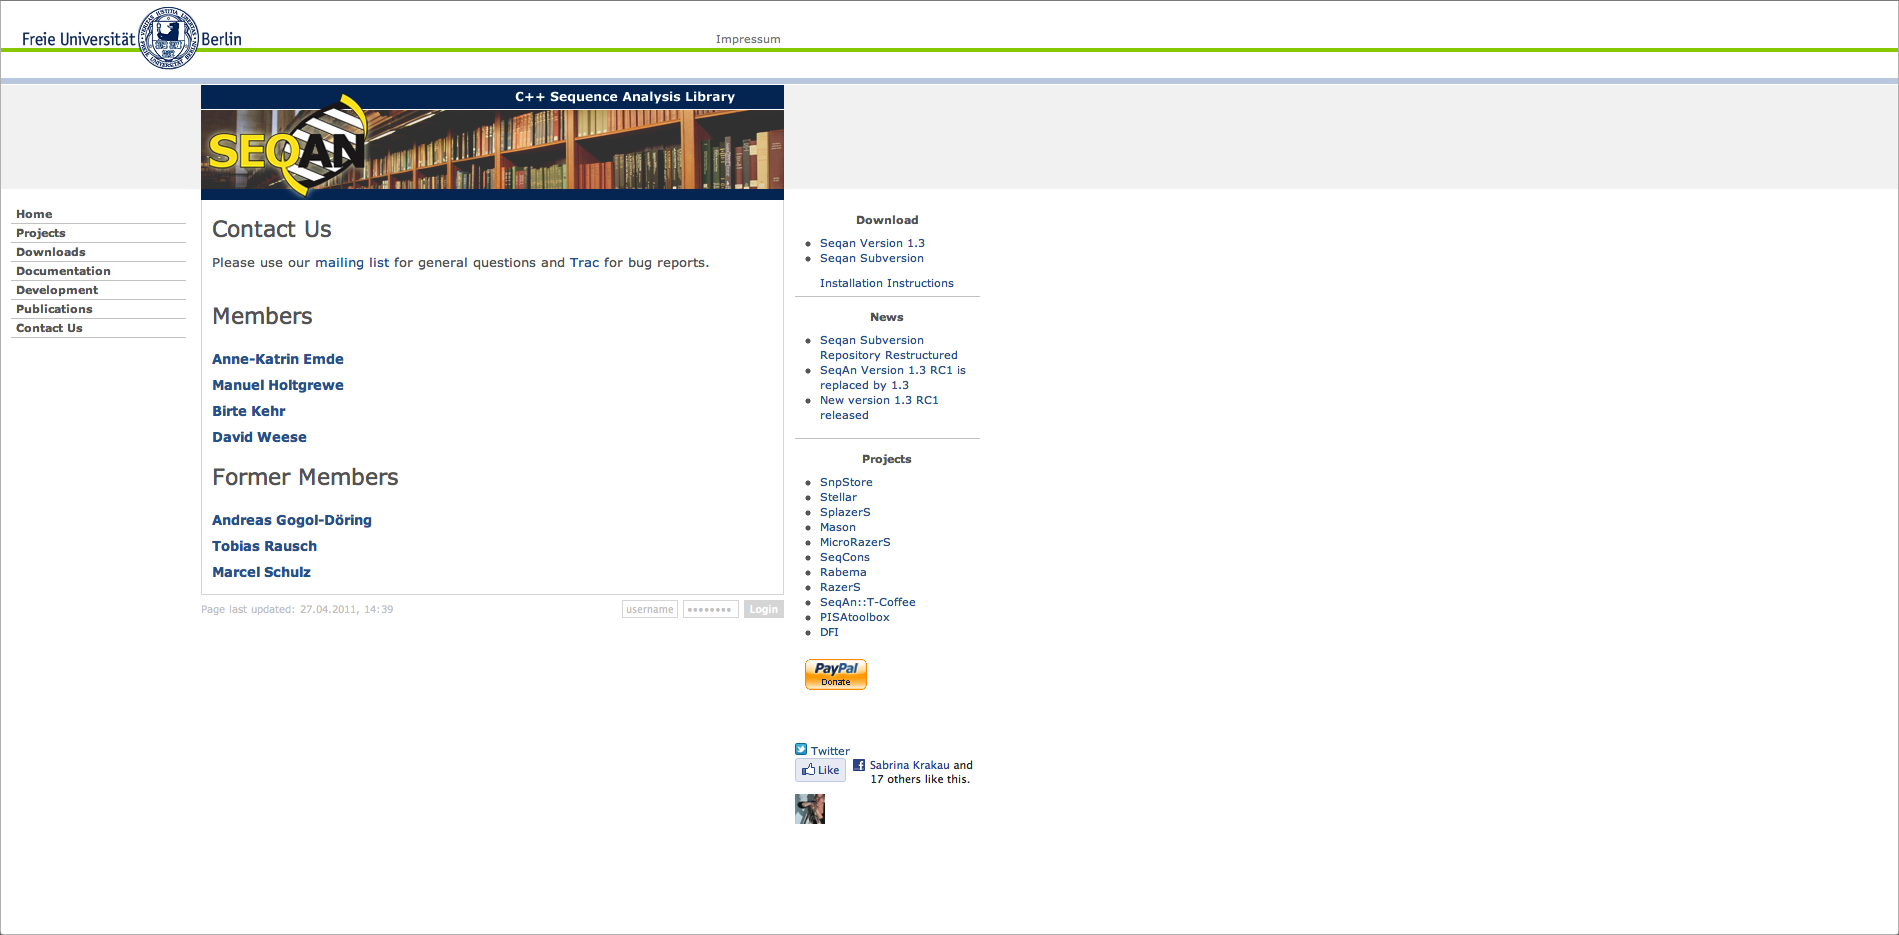 Freie Universität Berlin
Impressum
C++ Sequence Analysis Library
SEQAN
Home
Projects
Downloads
Documentation
Development
Publications
Contact Us
Contact Us
Please use our mailing list for general questions and Trac for bug reports.
Members
Anne-Katrin Emde
Manuel Holtgrewe
Birte Kehr
David Weese
Former Members
Andreas Gogol-Döring
Tobias Rausch
Marcel Schulz
Page last updated: 27.04.2011, 14:39
username
Login
Download
Seqan Version 1.3
Seqan Subversion
Installation Instructions
News
Seqan Subversion
Repository Restructured
SeqAn Version 1.3 RC1 is
replaced by 1.3
New version 1.3 RC1
released
Projects
SnpStore
Stellar
SplazerS
Mason
MicroRazerS
SeqCons
Rabema
RazerS
SeqAn::T-Coffee
PISAtoolbox
DFI
PayPal
Donate
Twitter
Like
Sabrina Krakau and
17 others like this.